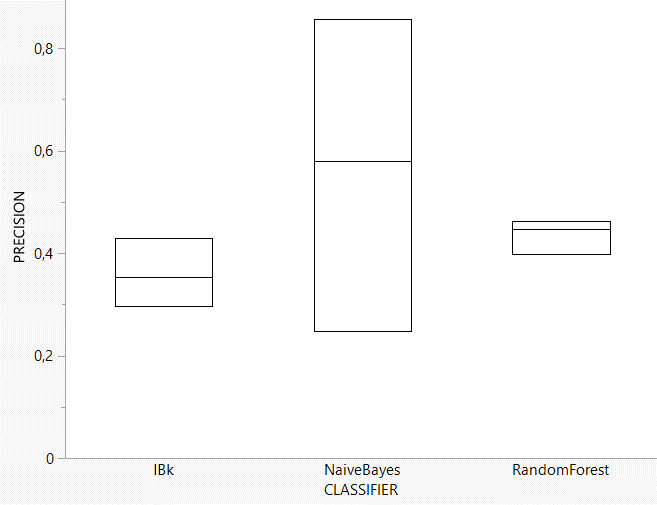 0,8
0,6
0,4
0,2
0
PRECISION
IBk NaiveBayes RandomForest
CLASSIFIER